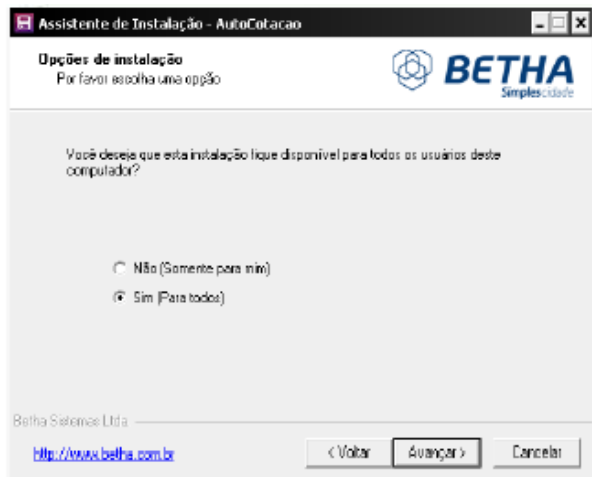 Assistente de Instalação - AutoCotacao
Opções de instalação
Por favor escolha uma opção
BETHA
Simplescidade
Você deseja que esta instalação fique disponível para todos os usuários deste
computador?
Não (Somente para mim)
Sim (Para todos)
Betha Sistemas Ltda
http://www.betha.com.br
< Voltar
Avançar >
Cancelar